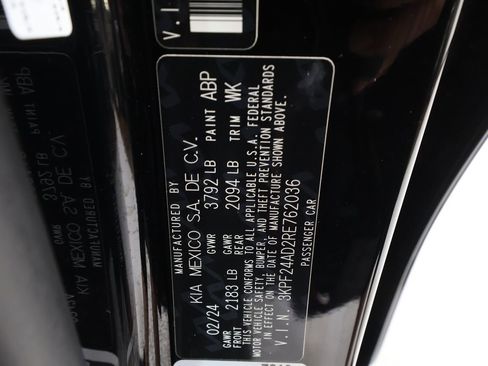 V.I.
MANUFACTURED BY
KIA MEXICO S.A. DE C.V.
02/24 GVWR 3792 LB PAINT ABP
GAWR FRONT 2183 LB GAWR REAR 2094 LB TRIM WK
THIS VEHICLE CONFORMS TO ALL APPLICABLE U.S.A. FEDERAL
MOTOR VEHICLE SAFETY, BUMPER, AND THEFT PREVENTION STANDARDS
IN EFFECT ON THE DATE OF MANUFACTURE SHOWN ABOVE.
V.I.N. 3KPF24AD2RE762036
PASSENGER CAR